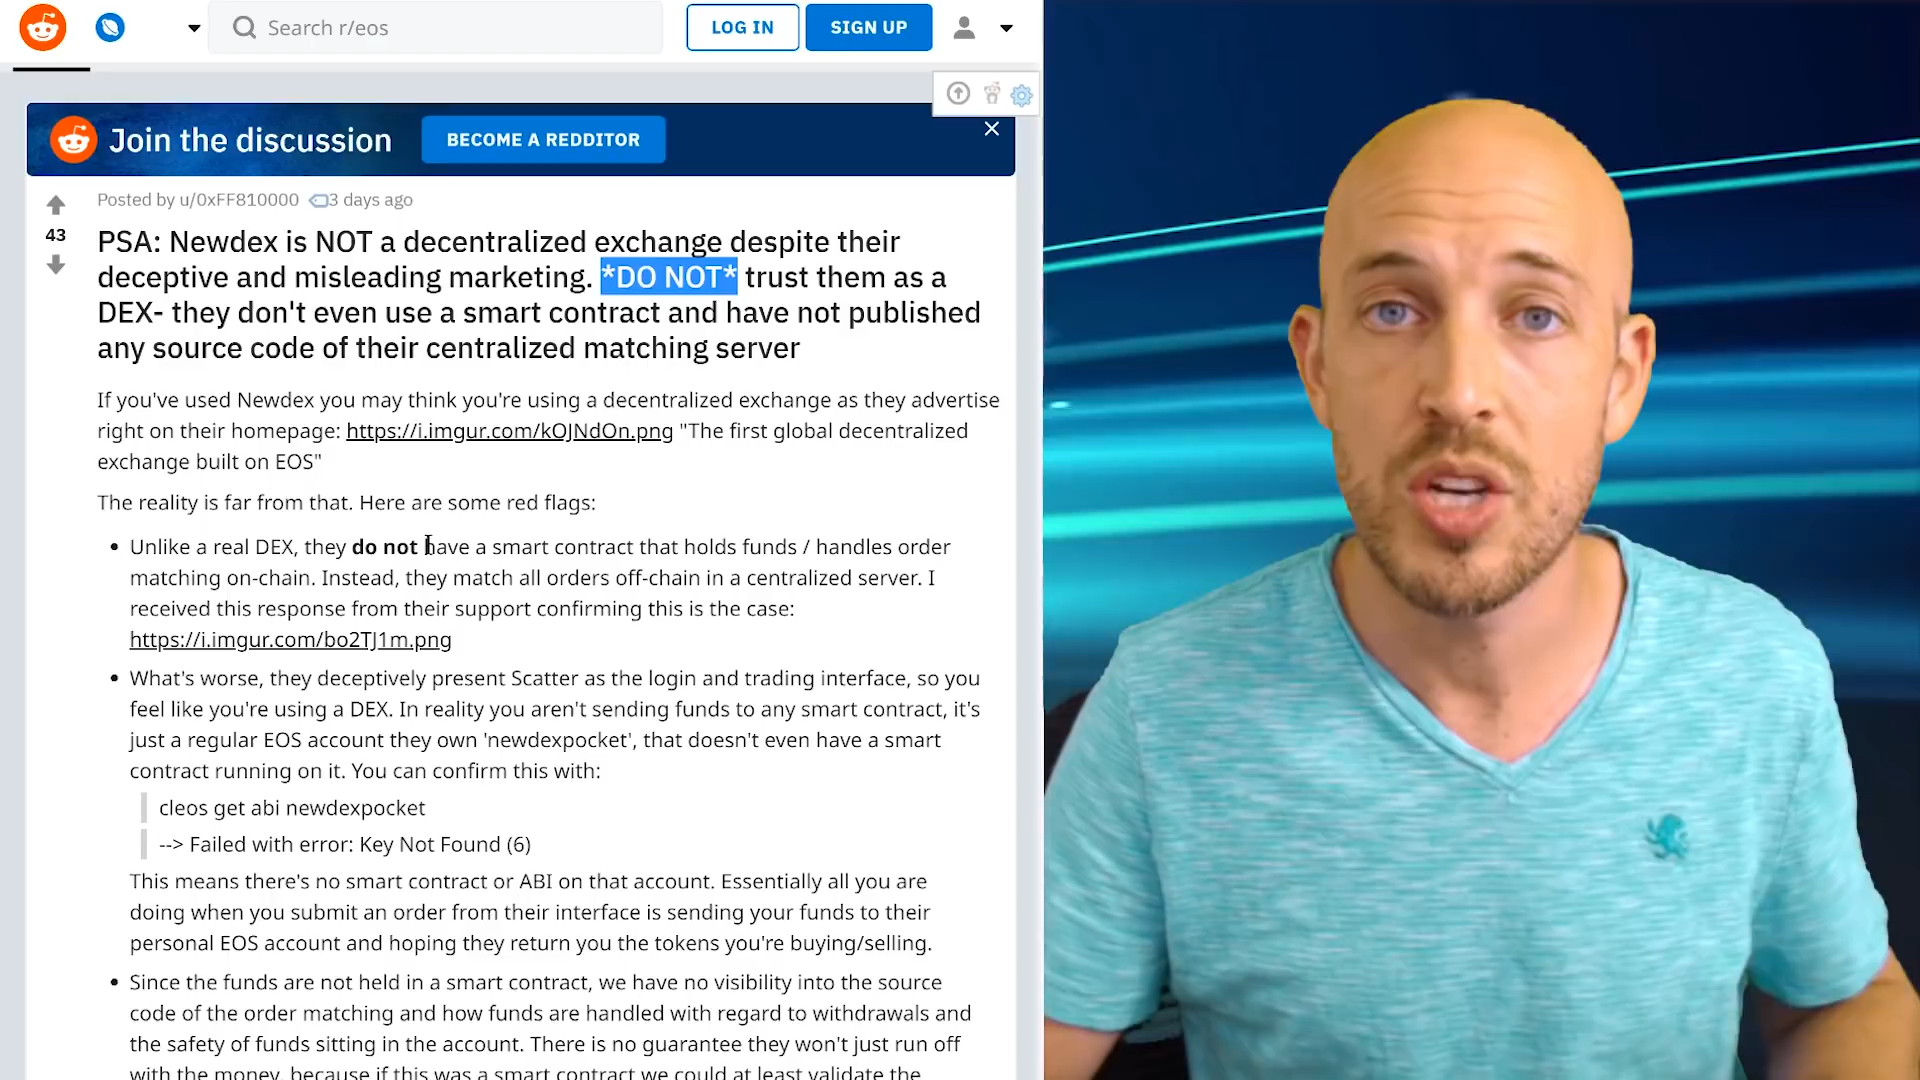 Search r/eos
LOG IN
SIGN UP
Join the discussion
BECOME A REDDITOR
Posted by u/0xFF810000 3 days ago
43
PSA: Newdex is NOT a decentralized exchange despite their
deceptive and misleading marketing. *DO NOT* trust them as a
DEX- they don't even use a smart contract and have not published
any source code of their centralized matching server
If you've used Newdex you may think you're using a decentralized exchange as they advertise
right on their homepage: https://i.imgur.com/kOJNdOn.png "The first global decentralized
exchange built on EOS"
The reality is far from that. Here are some red flags:
• Unlike a real DEX, they do not have a smart contract that holds funds / handles order
matching on-chain. Instead, they match all orders off-chain in a centralized server. I
received this response from their support confirming this is the case:
https://i.imgur.com/bo2TJ1m.png
• What's worse, they deceptively present Scatter as the login and trading interface, so you
feel like you're using a DEX. In reality you aren't sending funds to any smart contract, it's
just a regular EOS account they own 'newdexpocket', that doesn't even have a smart
contract running on it. You can confirm this with:
cleos get abi newdexpocket
--> Failed with error: Key Not Found (6)
This means there's no smart contract or ABI on that account. Essentially all you are
doing when you submit an order from their interface is sending your funds to their
personal EOS account and hoping they return you the tokens you're buying/selling.
• Since the funds are not held in a smart contract, we have no visibility into the source
code of the order matching and how funds are handled with regard to withdrawals and
the safety of funds sitting in the account. There is no guarantee they won't just run off
with the money, because if this was a smart contract we could at least validate the